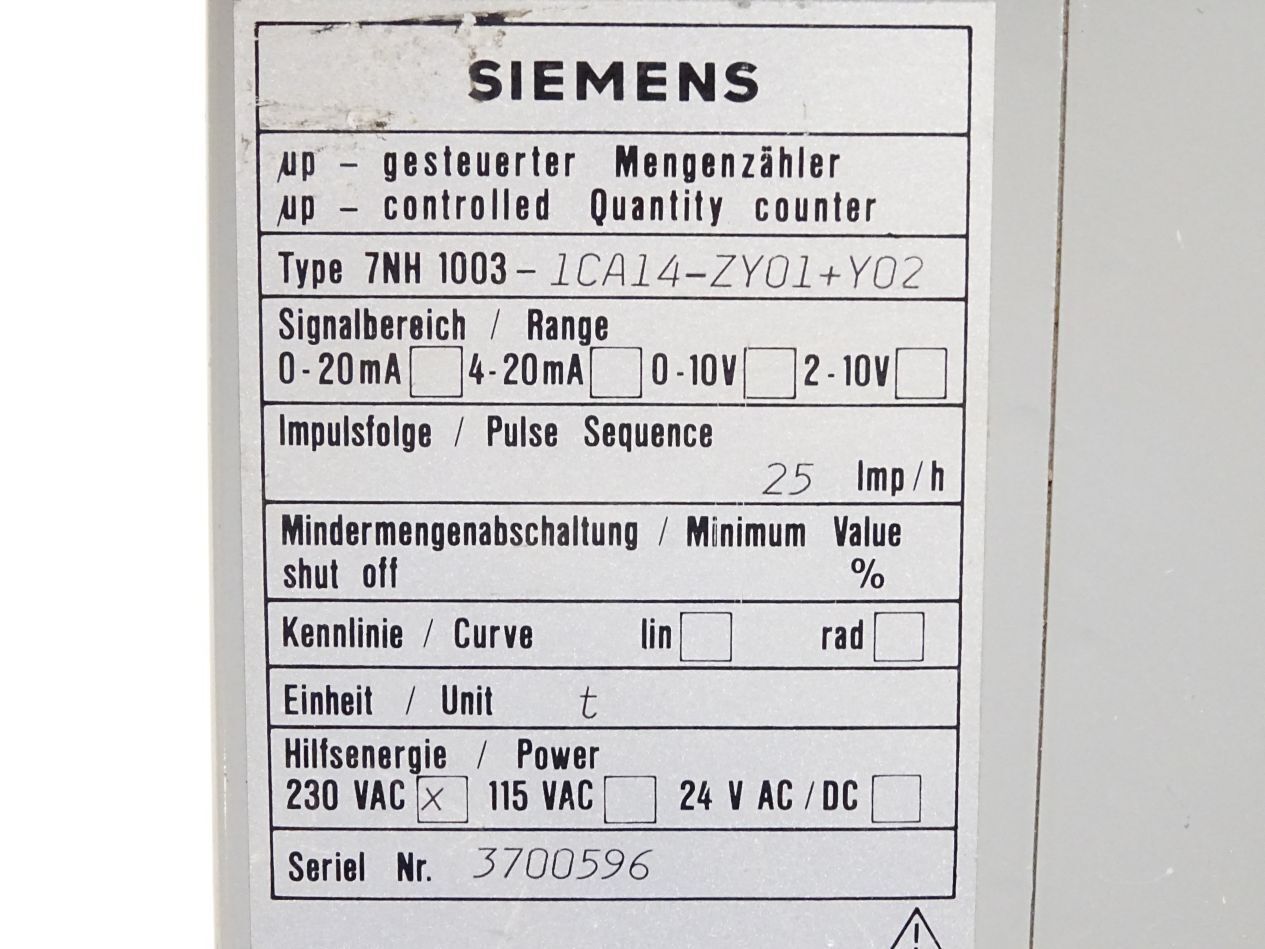 SIEMENS
µp - gesteuerter Mengenzähler
µp - controlled Quantity counter
Type 7NH 1003 - 1CA14-ZY01+Y02
Signalbereich / Range
0-20mA 4-20mA 0-10V 2-10V
Impulsfolge / Pulse Sequence
25 Imp/h
Mindermengenabschaltung / Minimum Value
shut off %
Kennlinie / Curve lin rad
Einheit / Unit t
Hilfsenergie / Power
230 VAC x 115 VAC 24 V AC/DC
Seriel Nr. 3700596